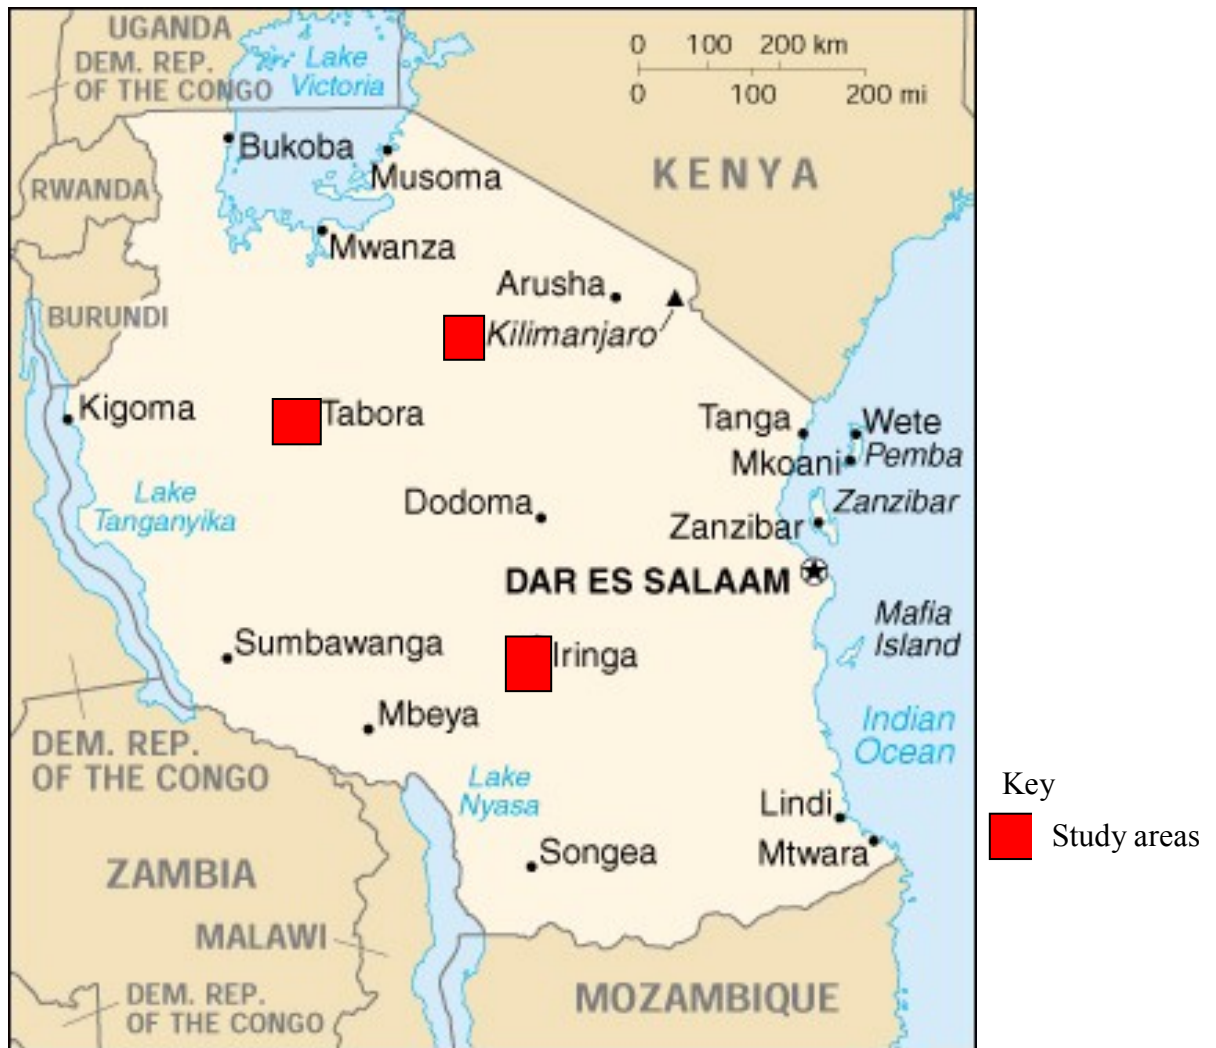 UGANDA
DEM. REP.
OF THE CONGO
Lake
Victoria
0 100 200 km
0 100 200 mi
KENYA
Bukoba
Musoma
RWANDA
Mwanza
Arusha
Kilimanjaro
BURUNDI
Kigoma
Tabora
Tanga
Wete
Mkoani
Pemba
Lake
Tanganyika
Dodoma
Zanzibar
Zanzibar
DAR ES SALAAM
Mafia
Island
Sumbawanga
Iringa
Mbeya
Indian
Ocean
DEM. REP.
OF THE CONGO
Lake
Nyasa
Key
Lindi
Study areas
Songea
Mtwara
ZAMBIA
MALAWI
DEM. REP.
OF THE CONGO
MOZAMBIQUE